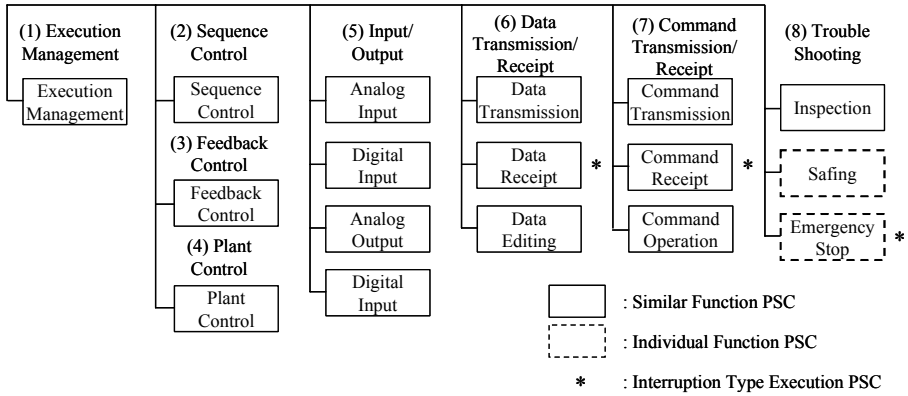 (1) Execution
Management
Execution
Management
(2) Sequence
Control
Sequence
Control
(3) Feedback
Control
Feedback
Control
(4) Plant
Control
Plant
Control
(5) Input/
Output
Analog
Input
Digital
Input
Analog
Output
Digital
Input
(6) Data
Transmission/
Receipt
Data
Transmission
Data
Receipt
*
Data
Editing
(7) Command
Transmission/
Receipt
Command
Transmission
Command
Receipt
*
Command
Operation
(8) Trouble
Shooting
Inspection
Safing
Emergency
Stop
*
: Similar Function PSC
: Individual Function PSC
* : Interruption Type Execution PSC